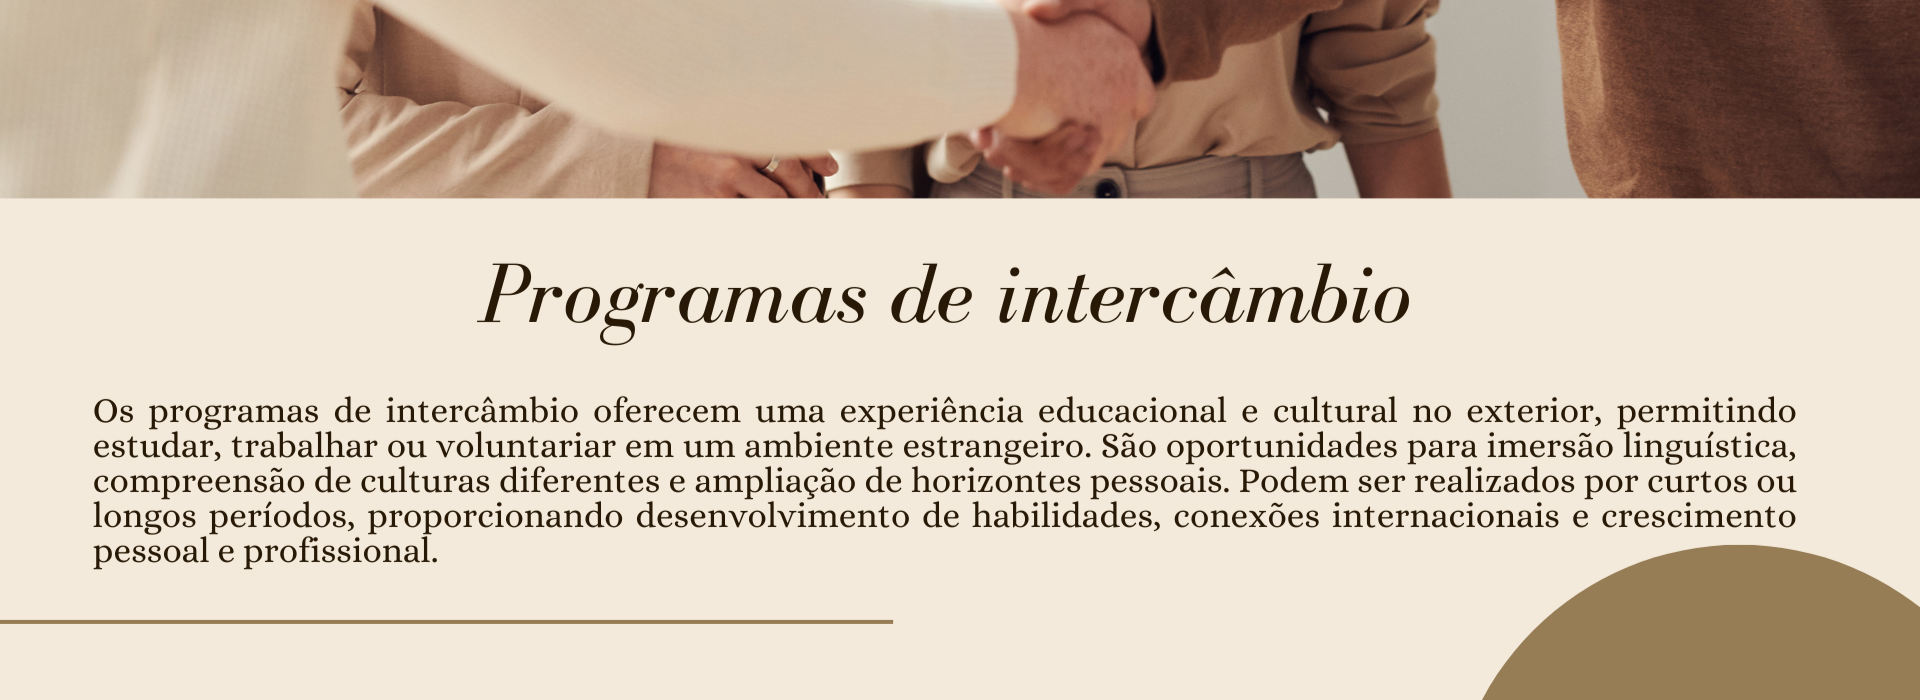 Programas de intercâmbio
Os programas de intercâmbio oferecem uma experiência educacional e cultural no exterior, permitindo
estudar, trabalhar ou voluntariar em um ambiente estrangeiro. São oportunidades para imersão linguística,
compreensão de culturas diferentes e ampliação de horizontes pessoais. Podem ser realizados por curtos ou
longos períodos, proporcionando desenvolvimento de habilidades, conexões internacionais e crescimento
pessoal e profissional.